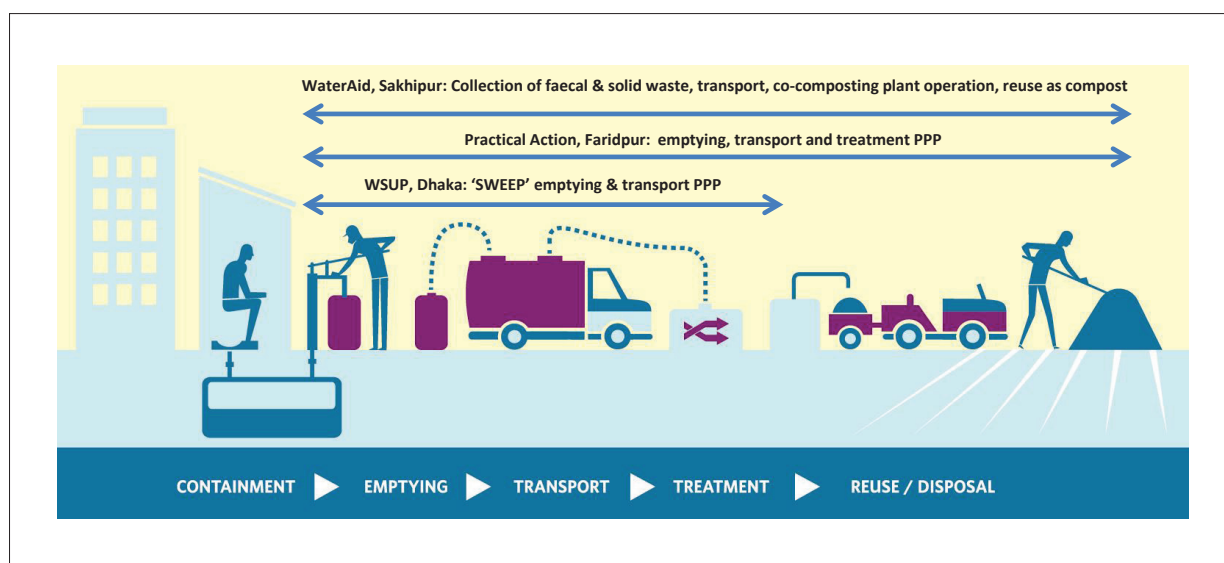 WaterAid, Sakhipur: Collection of faecal & solid waste, transport, co-composting plant operation, reuse as compost
Practical Action, Faridpur: emptying, transport and treatment PPP
WSUP, Dhaka: ‘SWEEP’ emptying & transport PPP
CONTAINMENT EMPTYING TRANSPORT TREATMENT REUSE / DISPOSAL